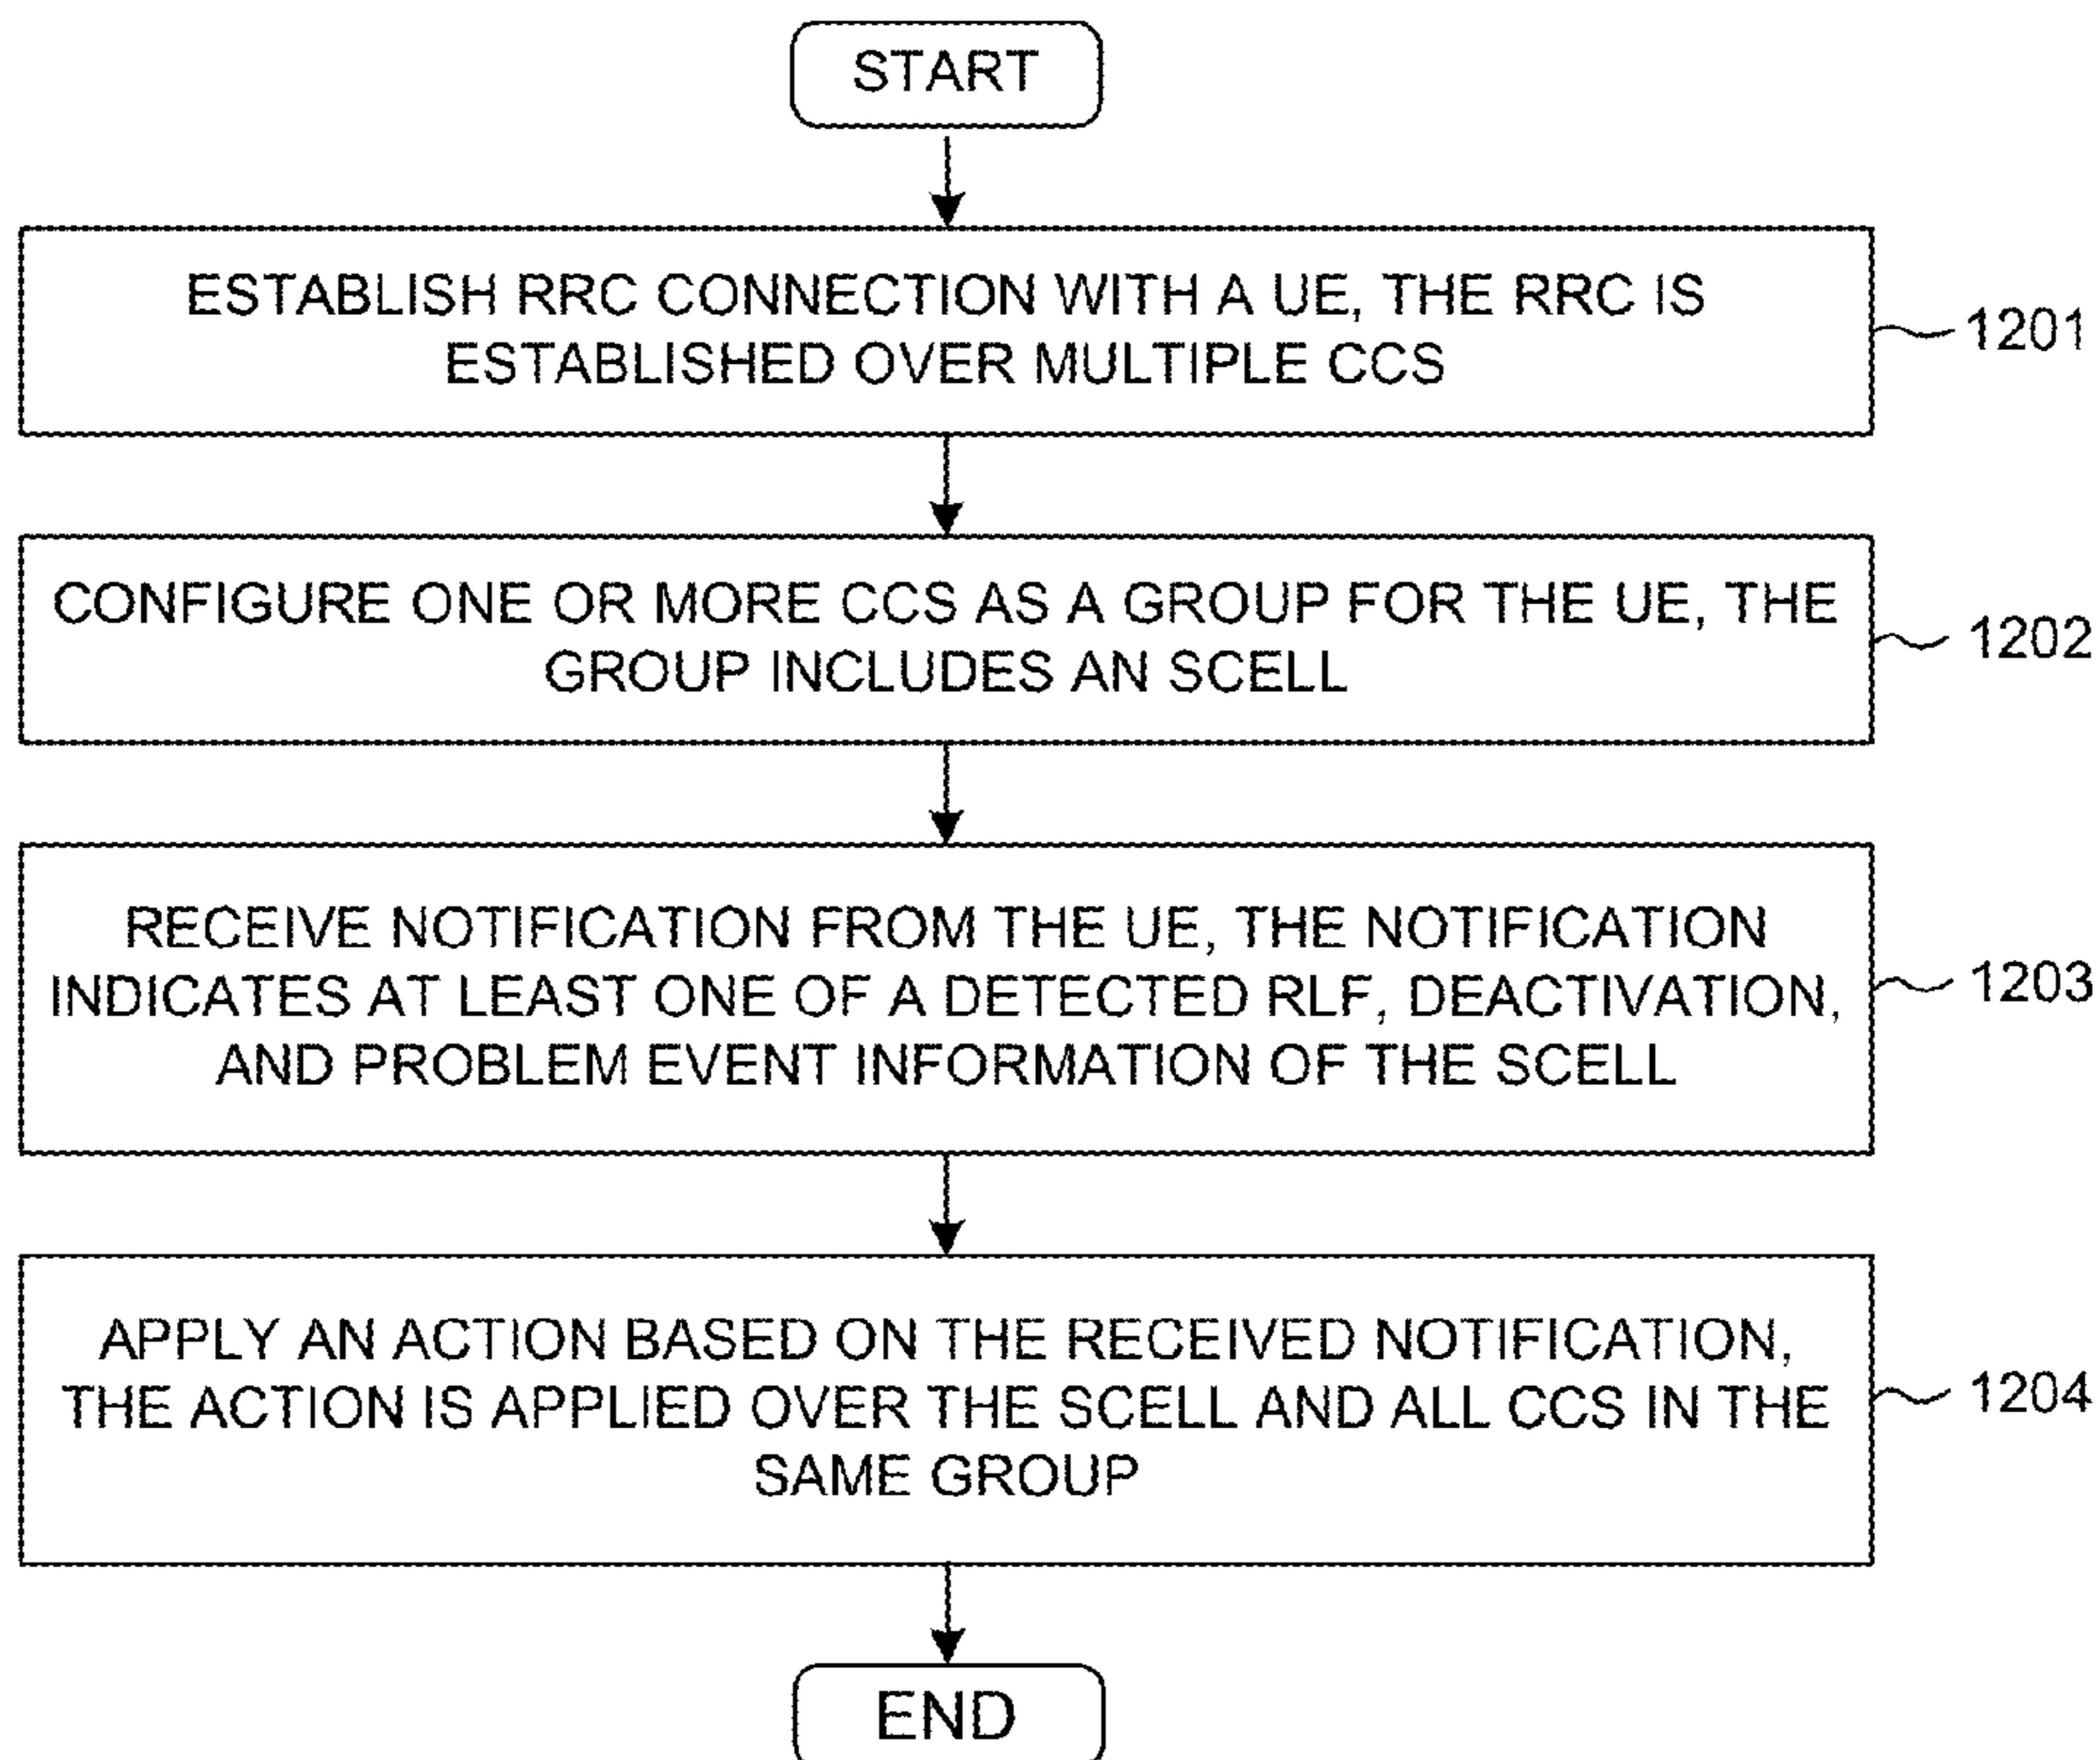 START
ESTABLISH RRC CONNECTION WITH A UE, THE RRC IS
ESTABLISHED OVER MULTIPLE CCS
1201
CONFIGURE ONE OR MORE CCS AS A GROUP FOR THE UE, THE
GROUP INCLUDES AN SCELL
1202
RECEIVE NOTIFICATION FROM THE UE, THE NOTIFICATION
INDICATES AT LEAST ONE OF A DETECTED RLF, DEACTIVATION,
AND PROBLEM EVENT INFORMATION OF THE SCELL
1203
APPLY AN ACTION BASED ON THE RECEIVED NOTIFICATION,
THE ACTION IS APPLIED OVER THE SCELL AND ALL CCS IN THE
SAME GROUP
1204
END